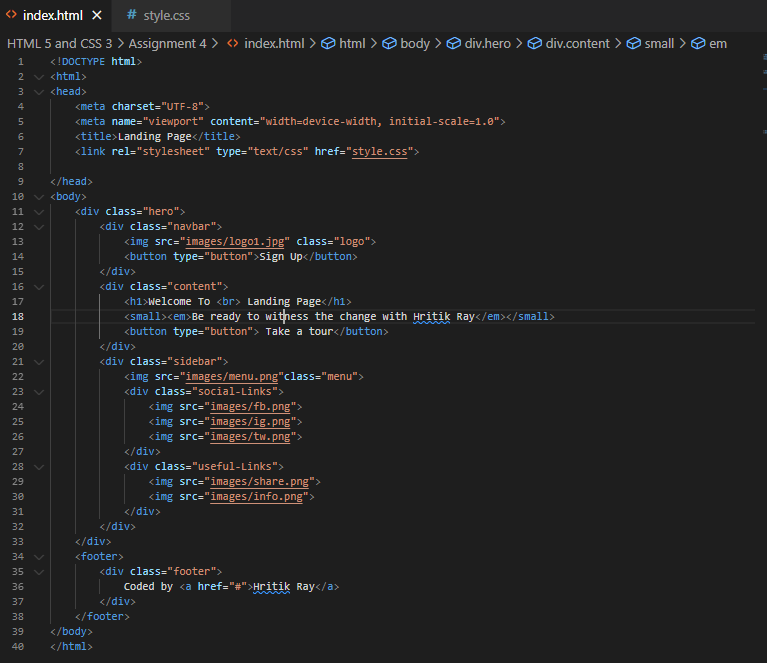 index.html
style.css
HTML 5 and CSS 3 > Assignment 4 > index.html > html > body > div.hero > div.content > small > em
1 <!DOCTYPE html>
2 <html>
3 <head>
4 <meta charset="UTF-8">
5 <meta name="viewport" content="width=device-width, initial-scale=1.0">
6 <title>Landing Page</title>
7 <link rel="stylesheet" type="text/css" href="style.css">
8
9 </head>
10 <body>
11 <div class="hero">
12 <div class="navbar">
13 <img src="images/logo1.jpg" class="logo">
14 <button type="button">Sign Up</button>
15 </div>
16 <div class="content">
17 <h1>Welcome To <br> Landing Page</h1>
18 <small><em>Be ready to witness the change with Hritik Ray</em></small>
19 <button type="button"> Take a tour</button>
20 </div>
21 <div class="sidebar">
22 <img src="images/menu.png"class="menu">
23 <div class="social-Links">
24 <img src="images/fb.png">
25 <img src="images/ig.png">
26 <img src="images/tw.png">
27 </div>
28 <div class="useful-Links">
29 <img src="images/share.png">
30 <img src="images/info.png">
31 </div>
32 </div>
33 </div>
34 <footer>
35 <div class="footer">
36 Coded by <a href="#">Hritik Ray</a>
37 </div>
38 </footer>
39 </body>
40 </html>